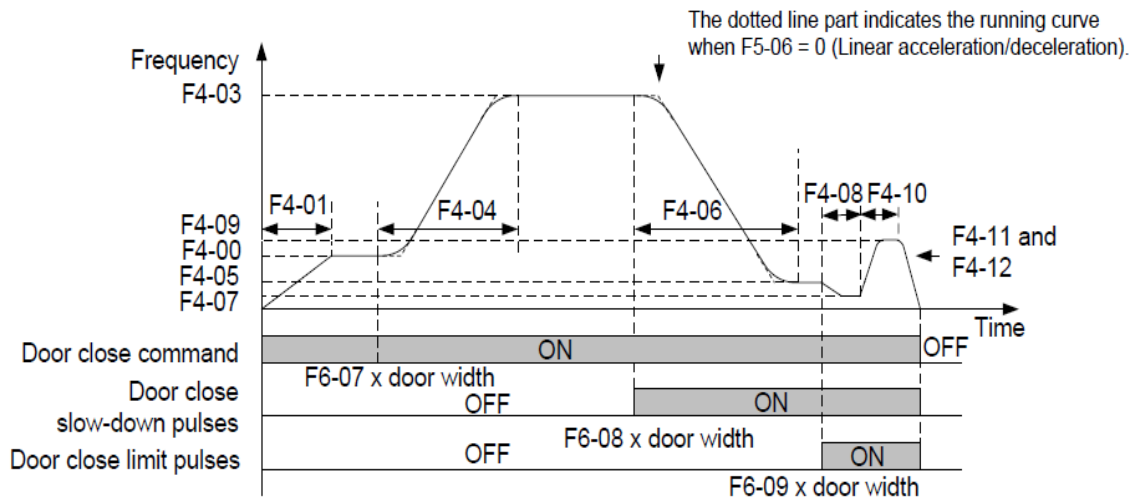 The dotted line part indicates the running curve
when F5-06 = 0 (Linear acceleration/deceleration).
Frequency
F4-03
F4-01
F4-04
F4-06
F4-08
F4-10
F4-09
F4-00
F4-05
F4-07
F4-11 and
F4-12
Time
Door close command
ON
OFF
F6-07 x door width
Door close
slow-down pulses
OFF
ON
F6-08 x door width
Door close limit pulses
OFF
ON
F6-09 x door width